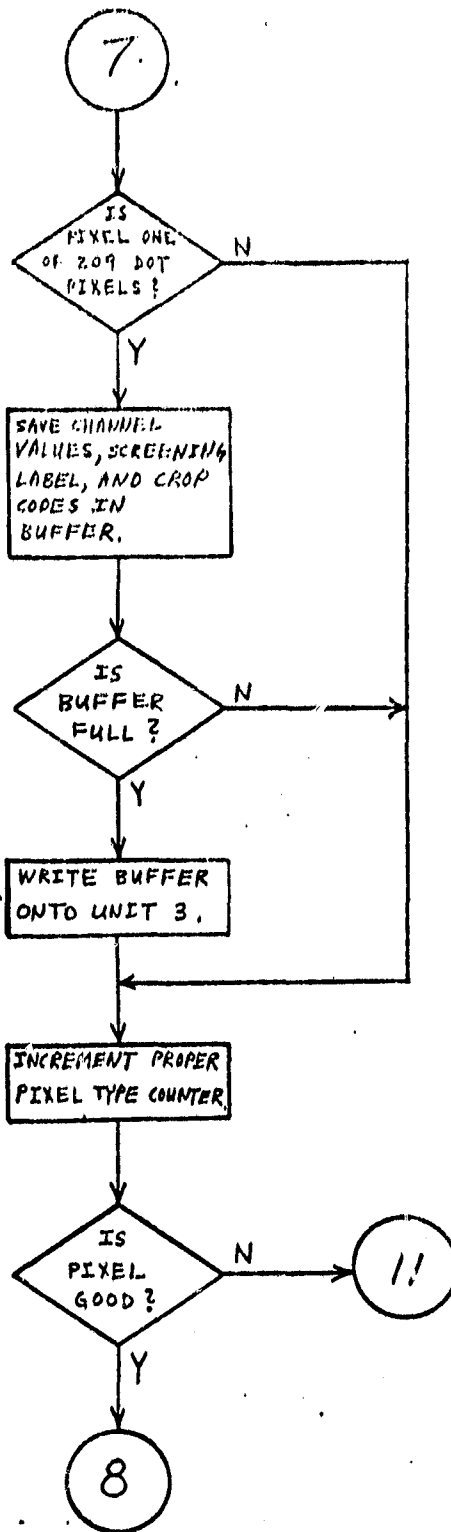 7.
IS
PIXEL ONE
OF 209 DOT
PIXELS?
N
Y
SAVE CHANNEL
VALUES, SCREENING
LABEL, AND CROP
CODES IN
BUFFER.
IS
BUFFER
FULL?
N
Y
WRITE BUFFER
ONTO UNIT 3.
INCREMENT PROPER
PIXEL TYPE COUNTER.
IS
PIXEL
GOOD?
N
11
Y
8